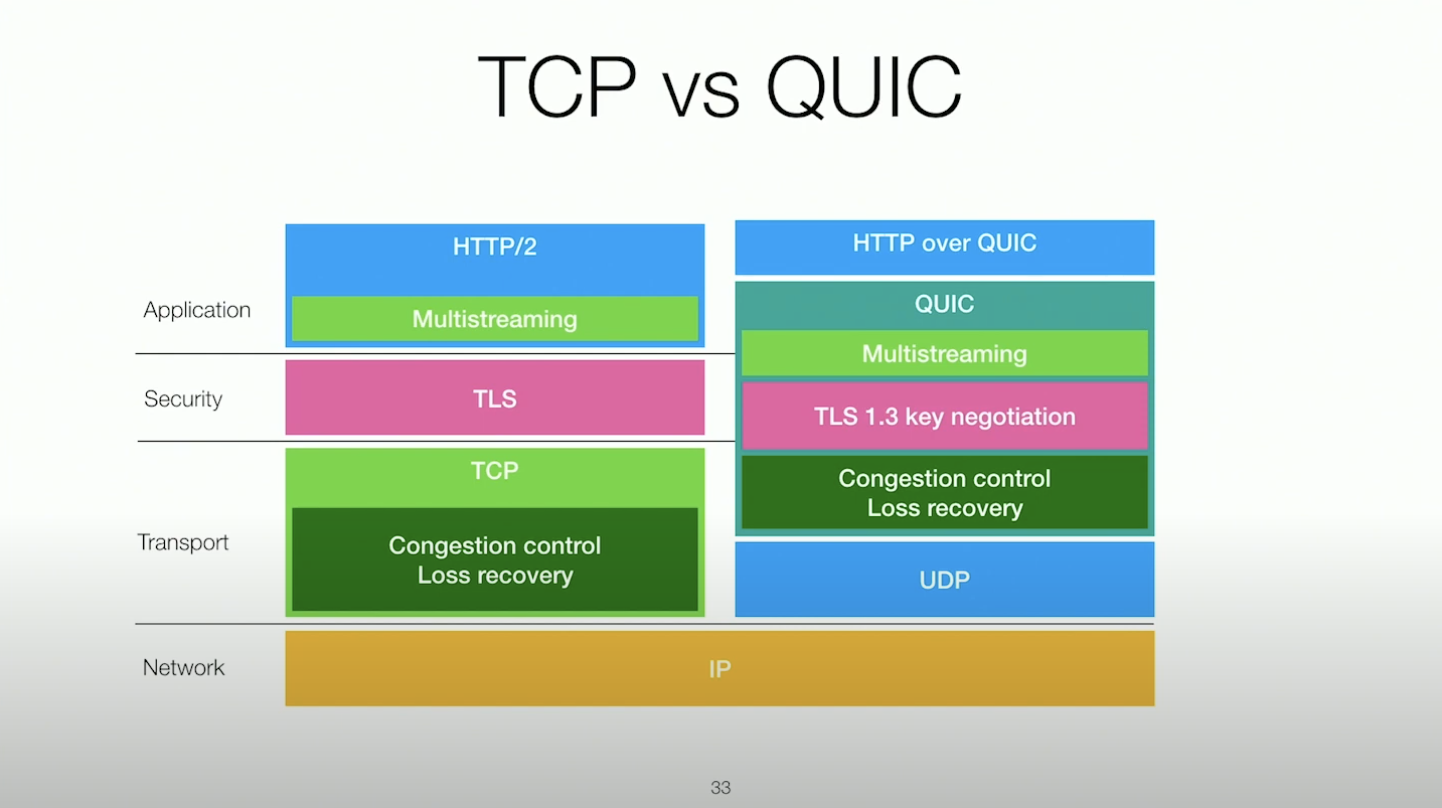 TCP vs QUIC
HTTP/2
Multistreaming
HTTP over QUIC
QUIC
Multistreaming
Application
Security
TLS
TLS 1.3 key negotiation
Transport
TCP
Congestion control
Loss recovery
Congestion control
Loss recovery
UDP
Network
IP
33